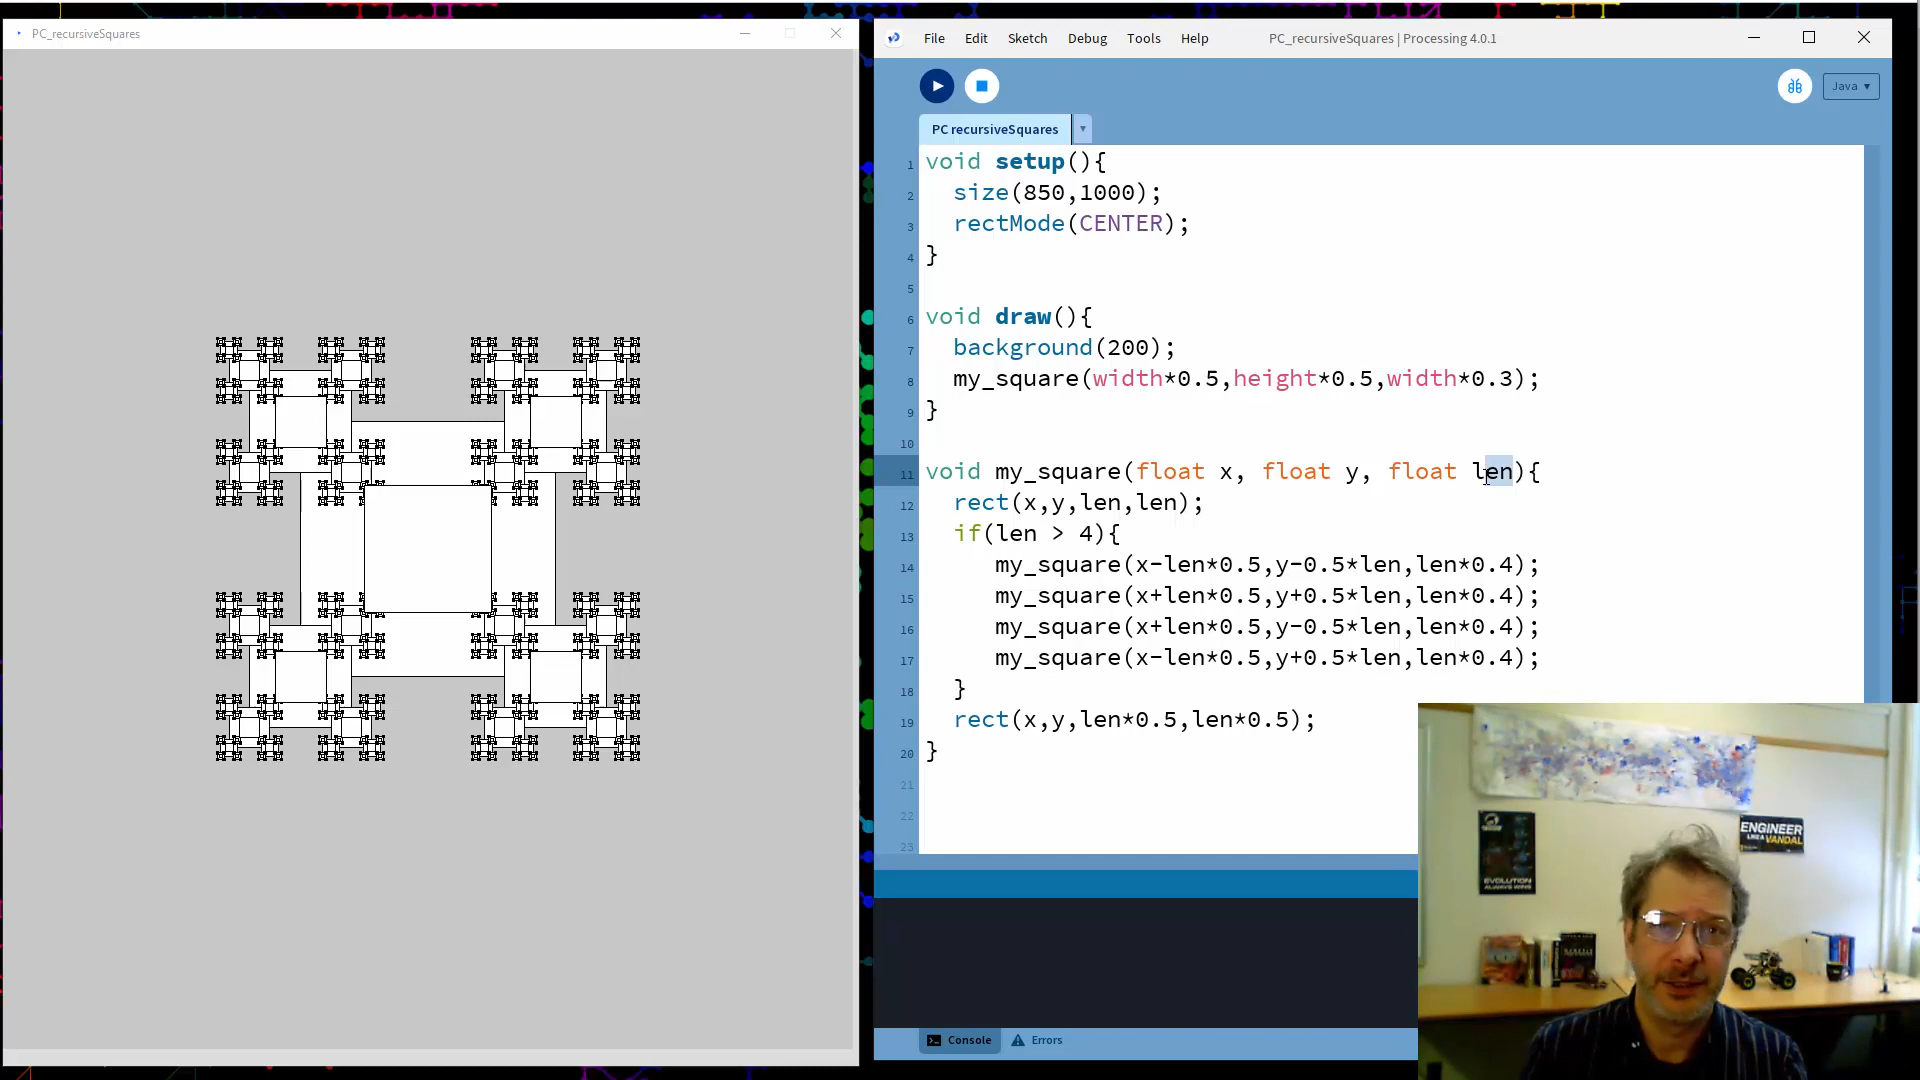 PC_recursiveSquares
File Edit Sketch Debug Tools Help
PC_recursiveSquares | Processing 4.0.1
Java ▾
PC recursiveSquares ▾
1 void setup(){
2 size(850,1000);
3 rectMode(CENTER);
4 }
5
6 void draw(){
7 background(200);
8 my_square(width*0.5,height*0.5,width*0.3);
9 }
10
11 void my_square(float x, float y, float len){
12 rect(x,y,len,len);
13 if(len > 4){
14 my_square(x-len*0.5,y-0.5*len,len*0.4);
15 my_square(x+len*0.5,y+0.5*len,len*0.4);
16 my_square(x+len*0.5,y-0.5*len,len*0.4);
17 my_square(x-len*0.5,y+0.5*len,len*0.4);
18 }
19 rect(x,y,len*0.5,len*0.5);
20 }
21
22
23
ENGINEER
LIKE A
VANDAL
EVOLUTION
ALWAYS WINS
Console Errors